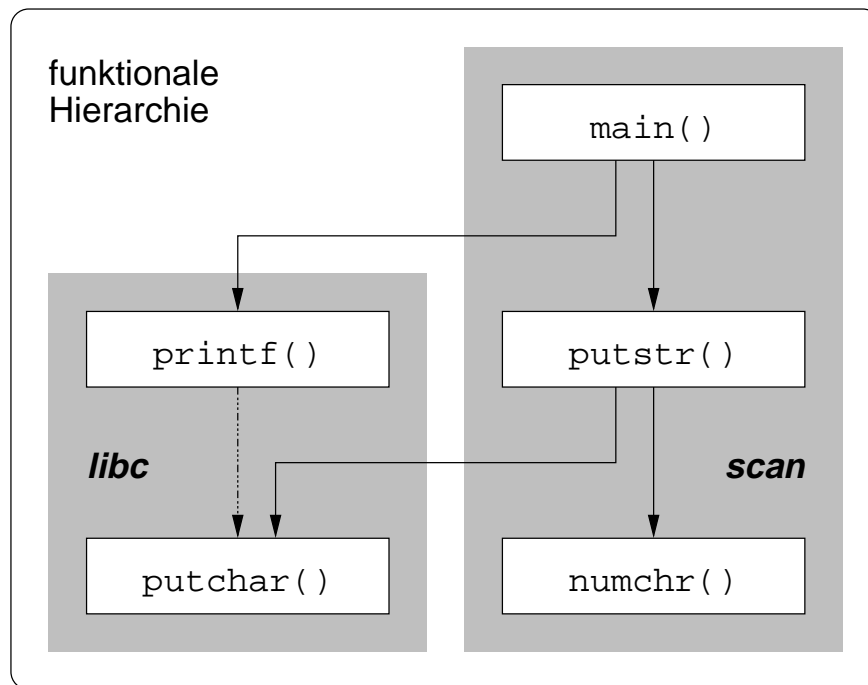 funktionale
Hierarchie
main()
printf()
putstr()
libc
scan
putchar()
numchr()